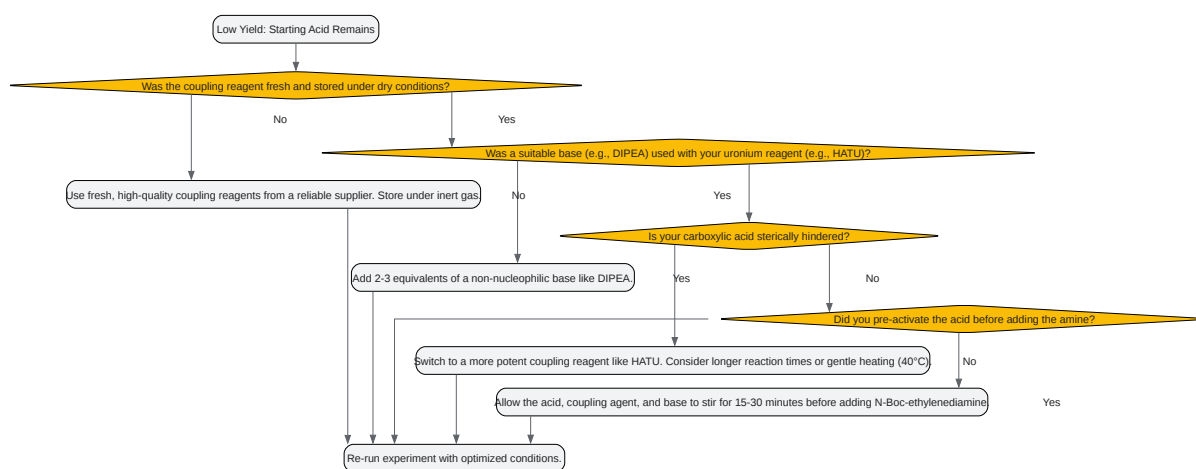 Low Yield: Starting Acid Remains
Was the coupling reagent fresh and stored under dry conditions?
No
Yes
Was a suitable base (e.g., DIPEA) used with your uronium reagent (e.g., HATU)?
Use fresh, high-quality coupling reagents from a reliable supplier. Store under inert gas.
No
Yes
Is your carboxylic acid sterically hindered?
Add 2-3 equivalents of a non-nucleophilic base like DIPEA.
Yes
No
Did you pre-activate the acid before adding the amine?
Switch to a more potent coupling reagent like HATU. Consider longer reaction times or gentle heating (40°C).
No
Allow the acid, coupling agent, and base to stir for 15-30 minutes before adding N-Boc-ethylenediamine.
Yes
Re-run experiment with optimized conditions.